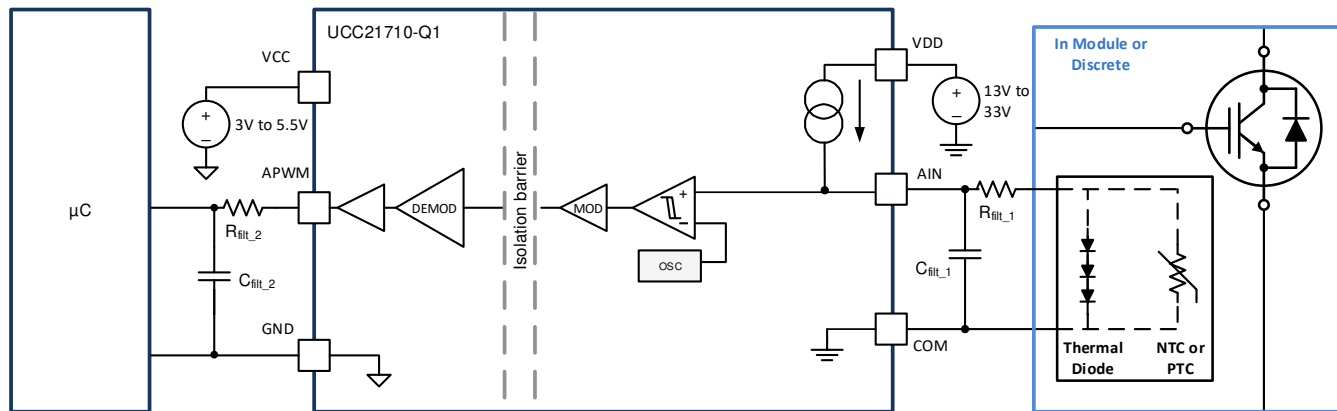 UCC21710-Q1
In Module or
Discrete
VCC
VDD
+
−
3V to 5.5V
+
−
13V to
33V
APWM
AIN
µC
DEMOD
Isolation barrier
MOD
+
−
Rfilt_2
Rfilt_1
OSC
Cfilt_2
Cfilt_1
GND
COM
Thermal
Diode
NTC or
PTC